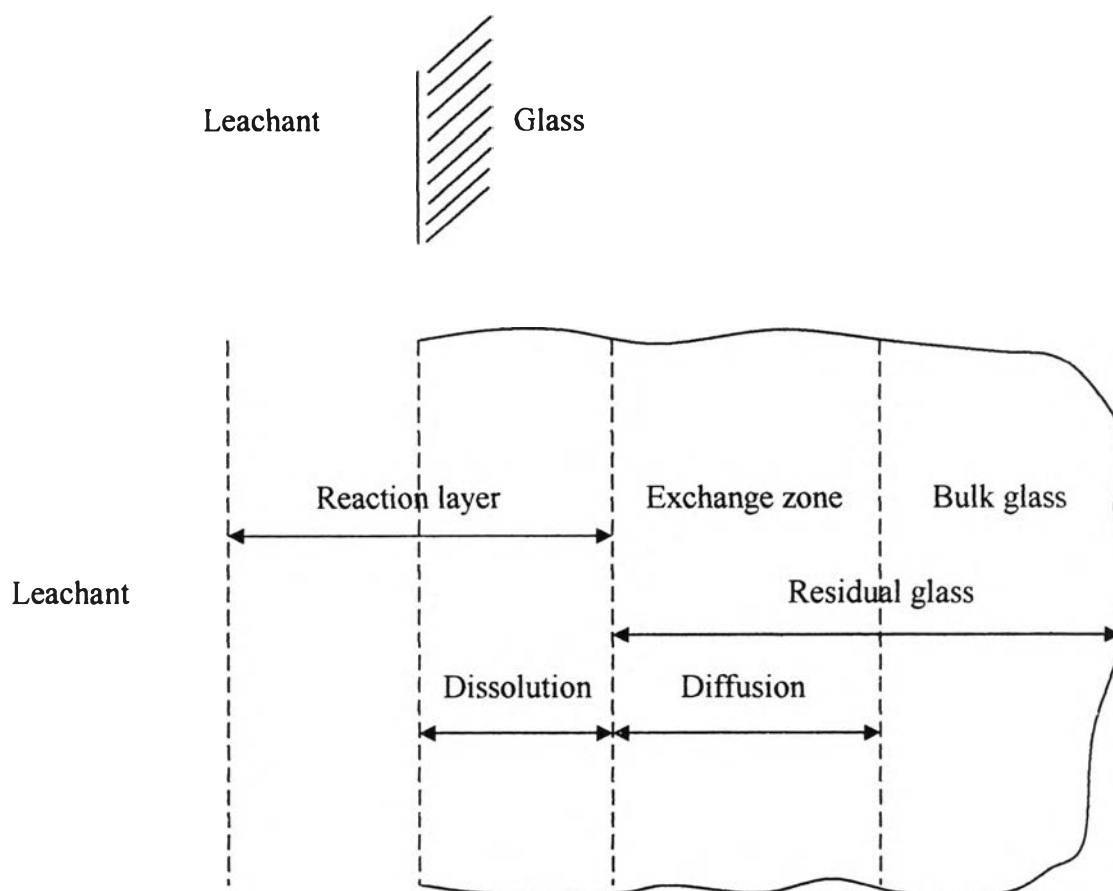 Leachant Glass
Reaction layer Exchange zone Bulk glass
Leachant Residual glass
Dissolution Diffusion